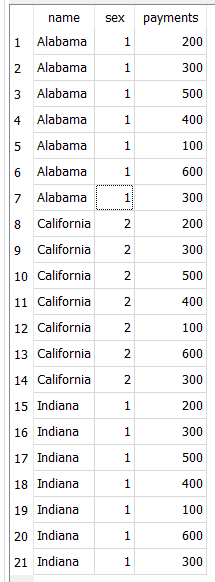 name sex payments
1 Alabama 1 200
2 Alabama 1 300
3 Alabama 1 500
4 Alabama 1 400
5 Alabama 1 100
6 Alabama 1 600
7 Alabama 1 300
8 California 2 200
9 California 2 300
10 California 2 500
11 California 2 400
12 California 2 100
13 California 2 600
14 California 2 300
15 Indiana 1 200
16 Indiana 1 300
17 Indiana 1 500
18 Indiana 1 400
19 Indiana 1 100
20 Indiana 1 600
21 Indiana 1 300